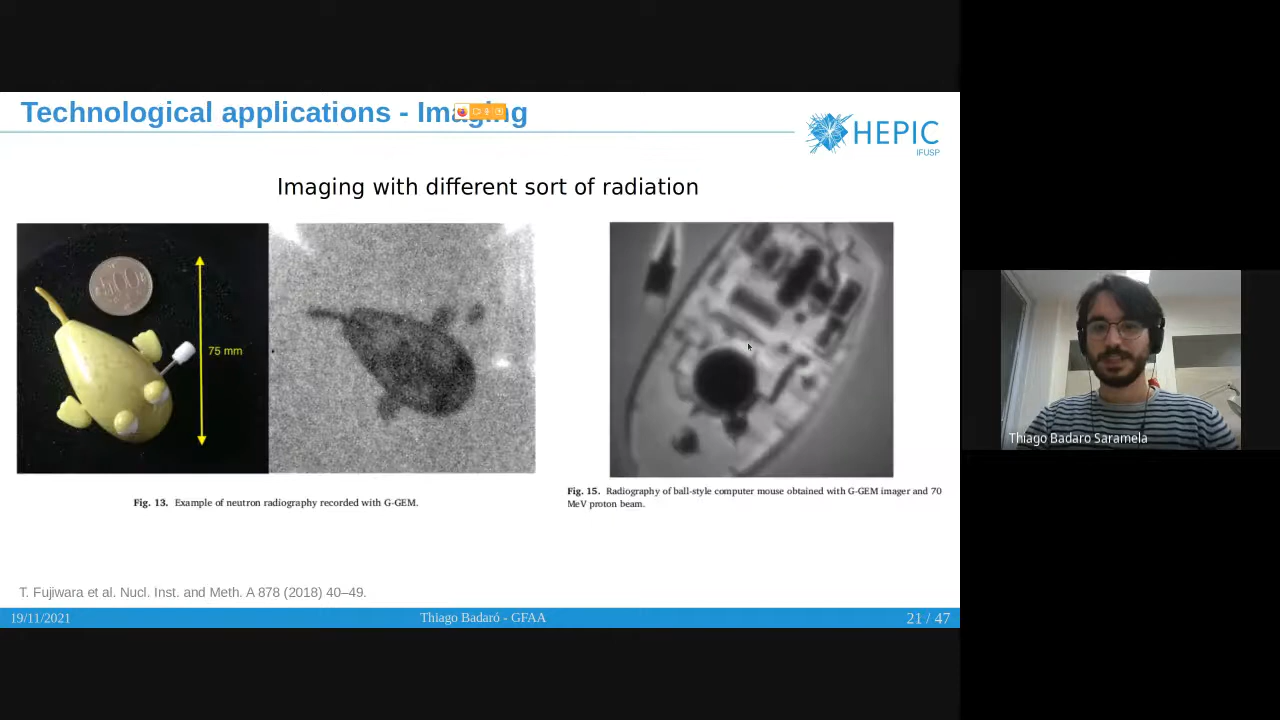 Technological applications - Imaging
HEPIC
IFUSP
Imaging with different sort of radiation
500
75 mm
Fig. 13. Example of neutron radiography recorded with G-GEM.
Fig. 15. Radiography of ball-style computer mouse obtained with G-GEM imager and 70
MeV proton beam.
T. Fujiwara et al. Nucl. Inst. and Meth. A 878 (2018) 40–49.
19/11/2021
Thiago Badaró - GFAA
21 / 47
Thiago Badaro Saramela